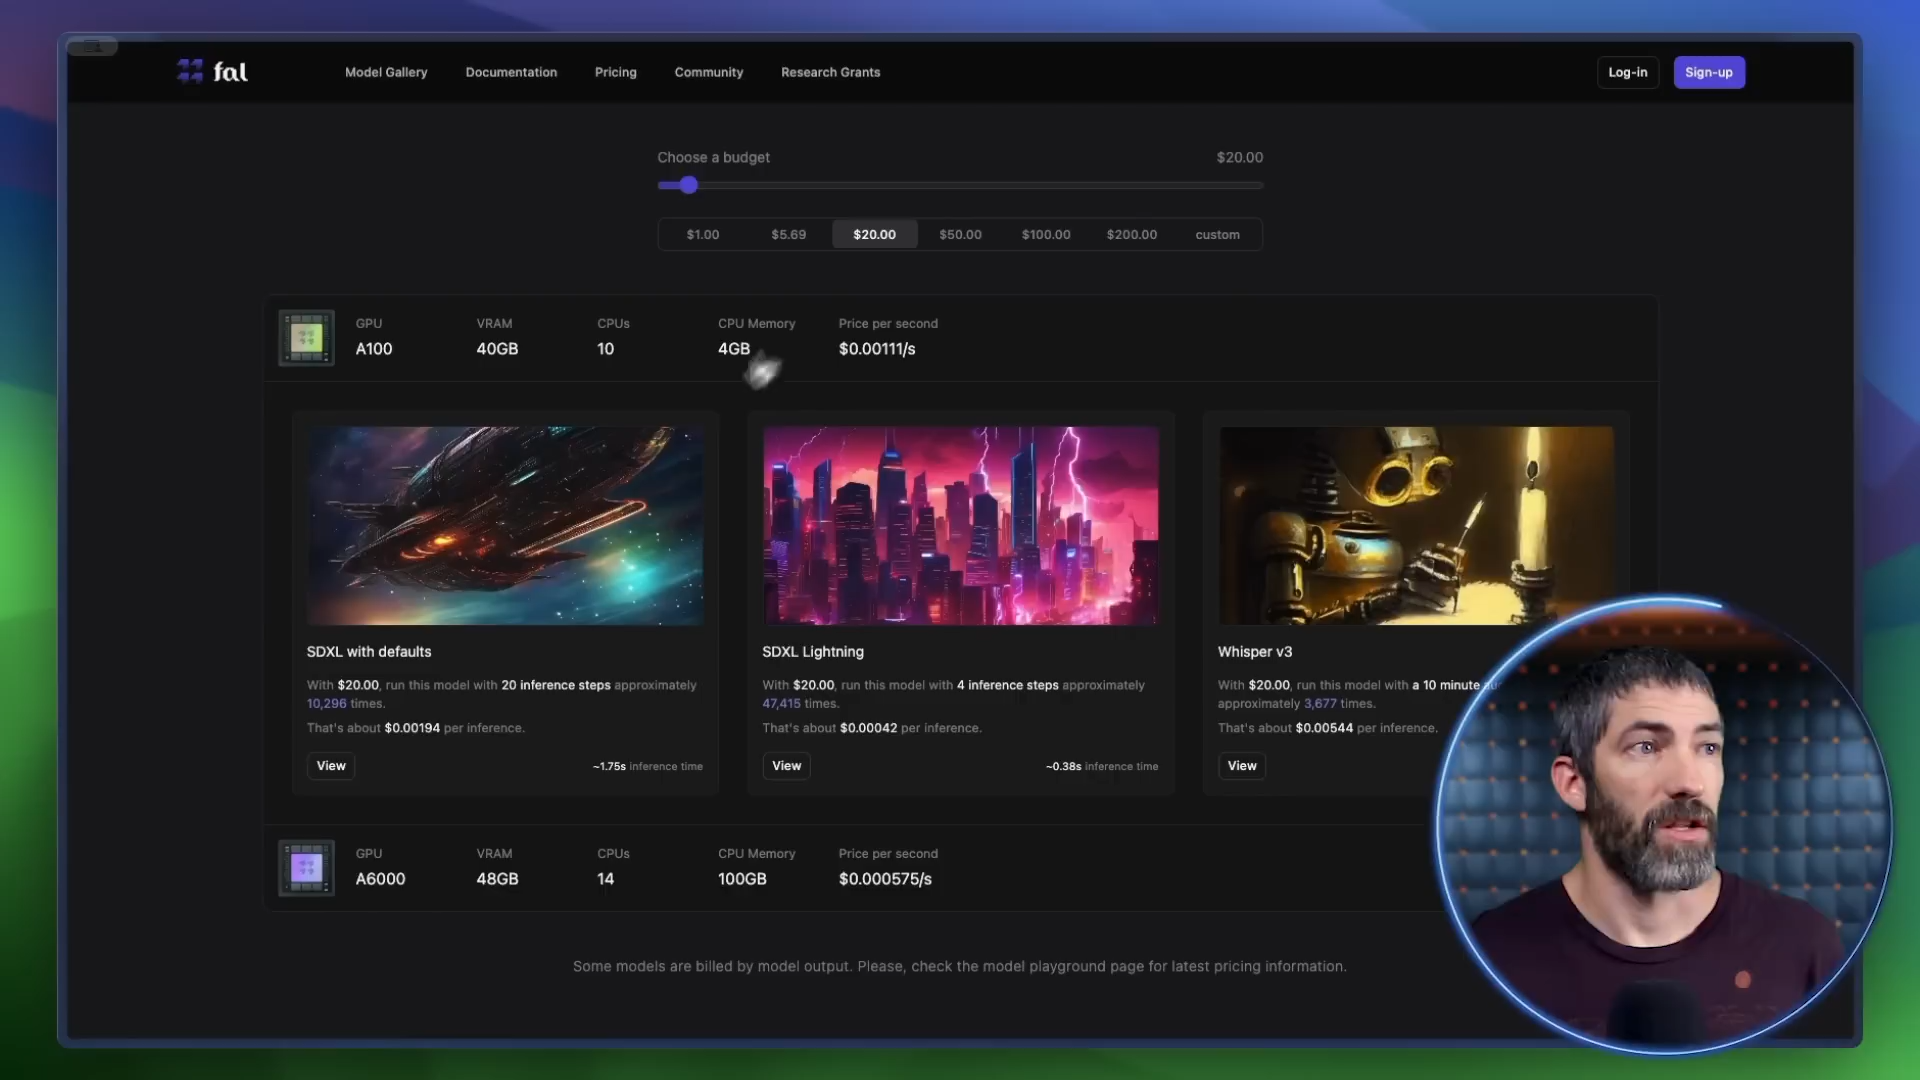 fal
Model Gallery
Documentation
Pricing
Community
Research Grants
Log-in
Sign-up
Choose a budget
$20.00
$1.00
$5.69
$20.00
$50.00
$100.00
$200.00
custom
GPU
VRAM
CPUs
CPU Memory
Price per second
A100
40GB
10
4GB
$0.00111/s
SDXL with defaults
With $20.00, run this model with 20 inference steps approximately
10,296 times.
That's about $0.00194 per inference.
View
~1.75s inference time
SDXL Lightning
With $20.00, run this model with 4 inference steps approximately
47,415 times.
That's about $0.00042 per inference.
View
~0.38s inference time
Whisper v3
With $20.00, run this model with a 10 minute
approximately 3,677 times.
That's about $0.00544 per inference.
View
GPU
VRAM
CPUs
CPU Memory
Price per second
A6000
48GB
14
100GB
$0.000575/s
Some models are billed by model output. Please, check the model playground page for latest pricing information.